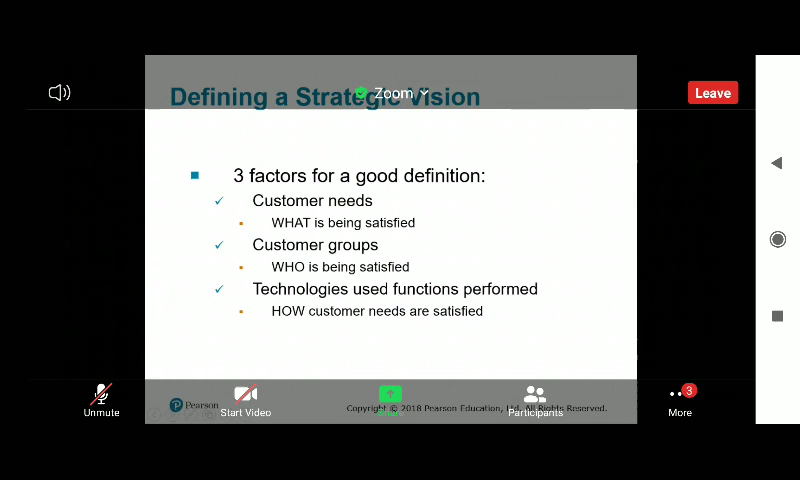 Defining a Strategic Vision
Zoom
Leave
3 factors for a good definition:
Customer needs
WHAT is being satisfied
Customer groups
WHO is being satisfied
Technologies used functions performed
HOW customer needs are satisfied
3
Pearson
Copyright © 2018 Pearson Education, Ltd. All Rights Reserved.
Unmute
Start Video
Share
Participants
More